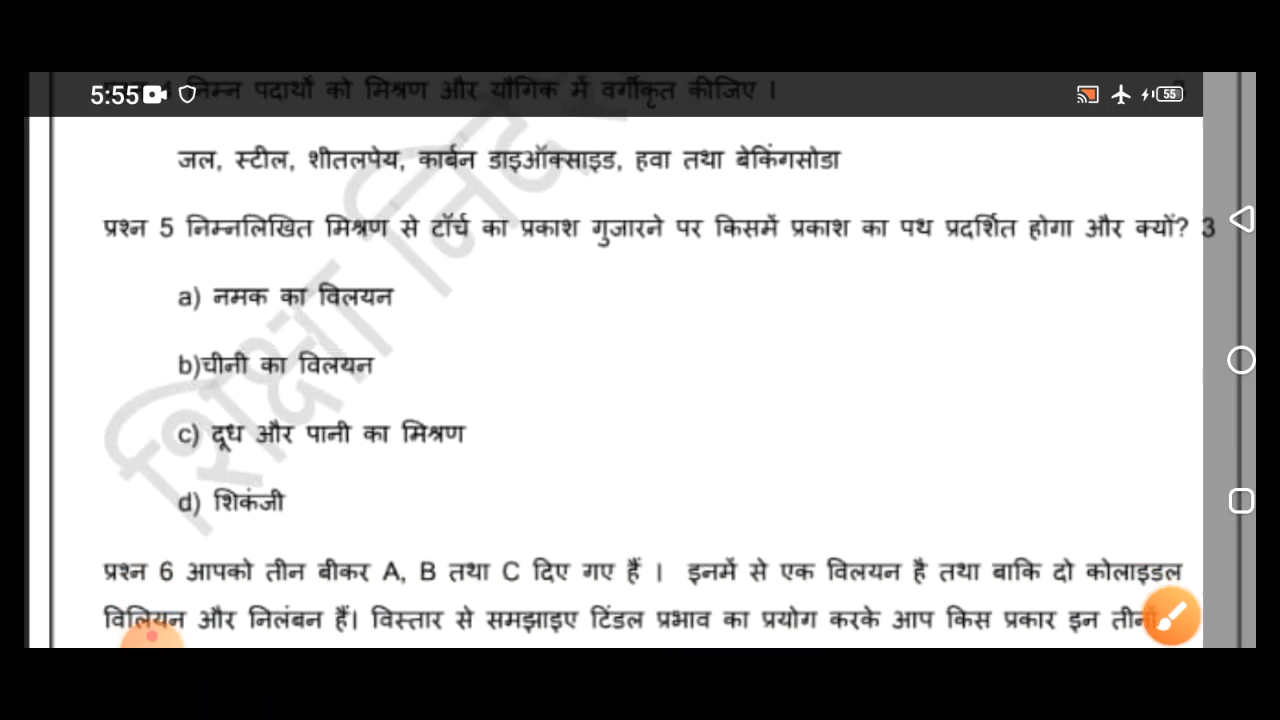 5:55
55
निम्न पदार्थो को मिश्रण और यौगिक में वर्गीकृत कीजिए ।
जल, स्टील, शीतलपेय, कार्बन डाइऑक्साइड, हवा तथा बेकिंगसोडा
प्रश्न 5 निम्नलिखित मिश्रण से टॉर्च का प्रकाश गुजारने पर किसमें प्रकाश का पथ प्रदर्शित होगा और क्यों? 3
a) नमक का विलयन
b)चीनी का विलयन
c) दूध और पानी का मिश्रण
d) शिकंजी
प्रश्न 6 आपको तीन बीकर A, B तथा C दिए गए हैं । इनमें से एक विलयन है तथा बाकि दो कोलाइडल
विलियन और निलंबन हैं। विस्तार से समझाइए टिंडल प्रभाव का प्रयोग करके आप किस प्रकार इन तीनों
शिक्षा